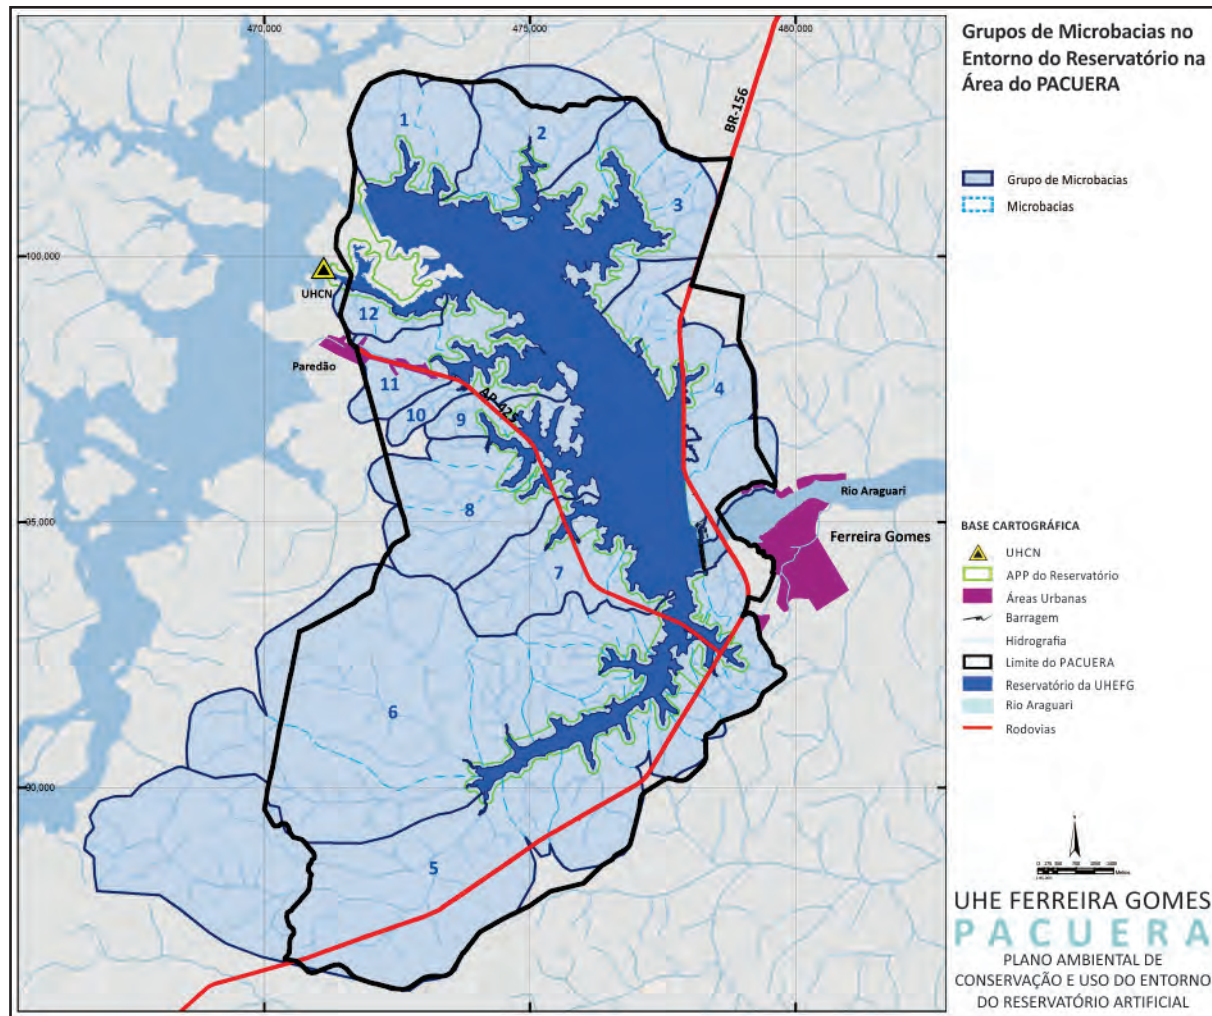 470,000
475,000
480,000
Grupos de Microbacias no
Entorno do Reservatório na
Área do PACUERA
BR-156
1
2
3
Grupo de Microbacias
Microbacias
100,000
UHCN
12
Paredão
11
10
9
AP-
4
8
7
95,000
Rio Araguari
Ferreira Gomes
BASE CARTOGRÁFICA
UHCN
APP do Reservatório
Áreas Urbanas
Barragem
Hidrografia
Limite do PACUERA
Reservatório da UHEFG
Rio Araguari
Rodovias
6
90,000
5
Metros
UHE FERREIRA GOMES
PACUERA
PLANO AMBIENTAL DE
CONSERVAÇÃO E USO DO ENTORNO
DO RESERVATÓRIO ARTIFICIAL